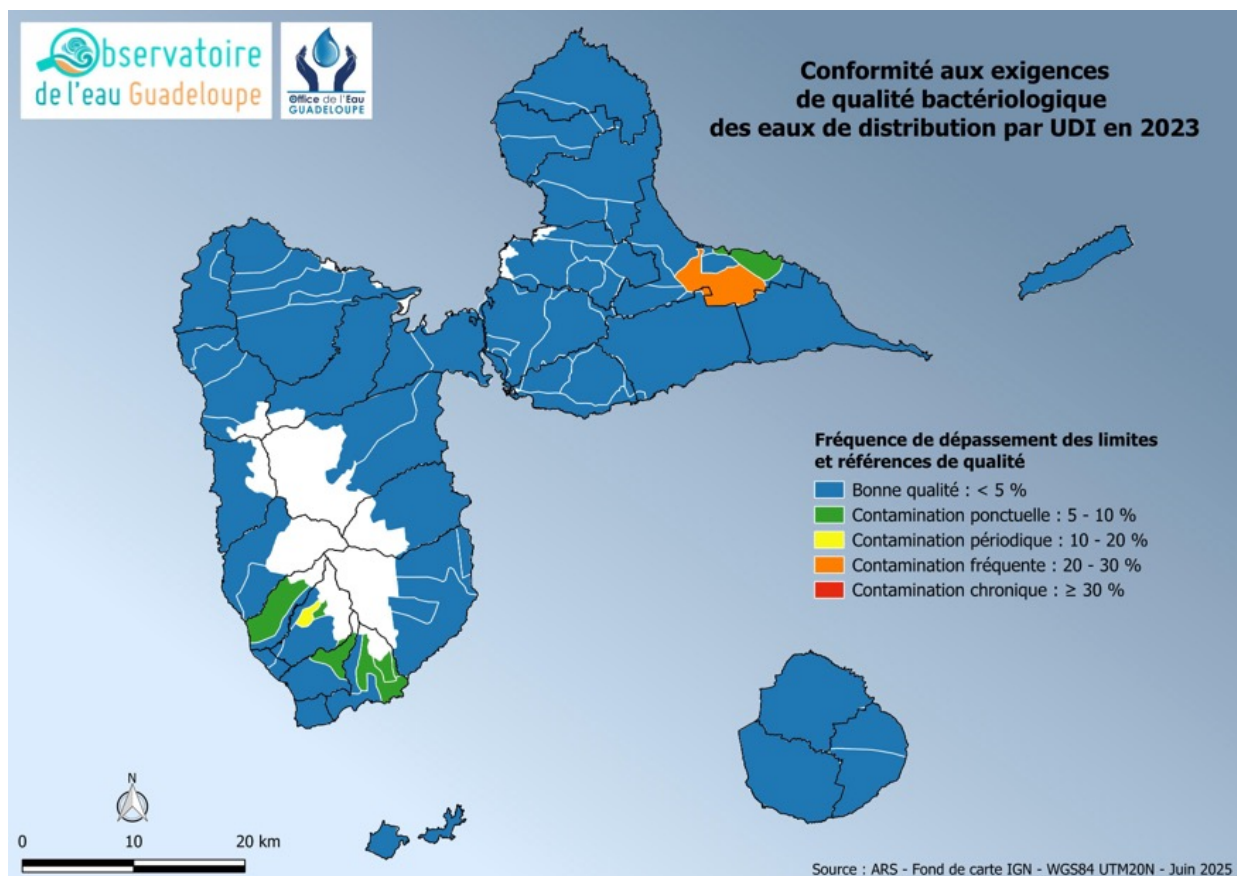 Observatoire
de l'eau Guadeloupe
Office de l'Eau
GUADELOUPE
Conformité aux exigences
de qualité bactériologique
des eaux de distribution par UDI en 2023
Fréquence de dépassement des limites
et références de qualité
Bonne qualité : < 5 %
Contamination ponctuelle : 5 - 10 %
Contamination périodique : 10 - 20 %
Contamination fréquente : 20 - 30 %
Contamination chronique : ≥ 30 %
N
0 10 20 km
Source : ARS - Fond de carte IGN - WGS84 UTM20N - Juin 2025